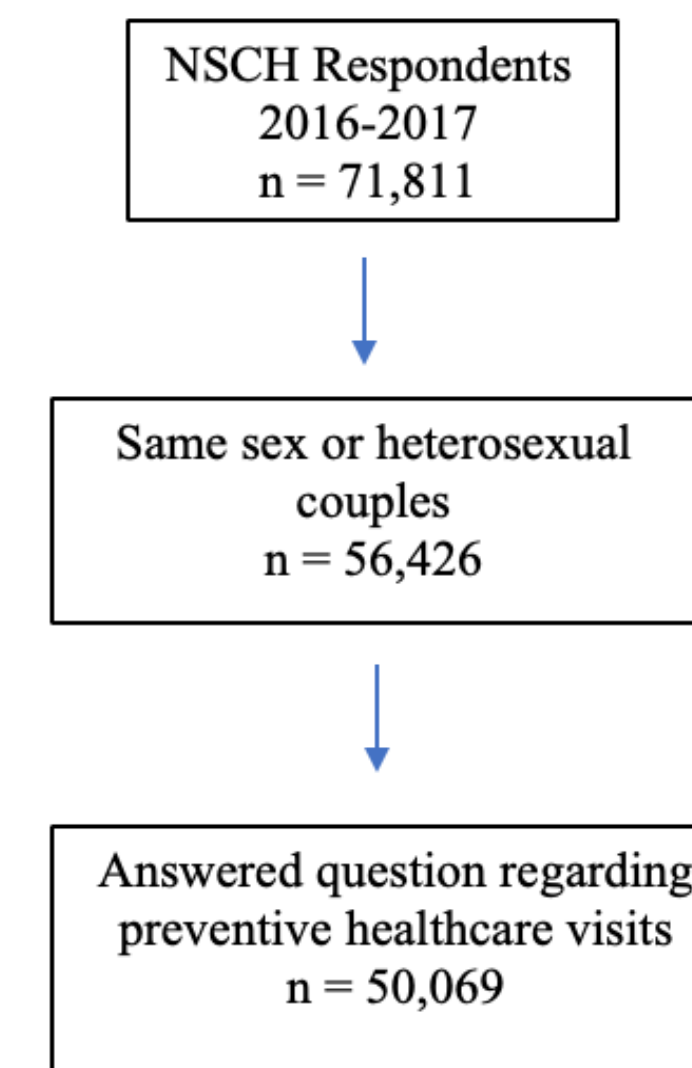 NSCH Respondents
2016-2017
n = 71,811
Same sex or heterosexual
couples
n = 56,426
Answered question regarding
preventive healthcare visits
n = 50,069